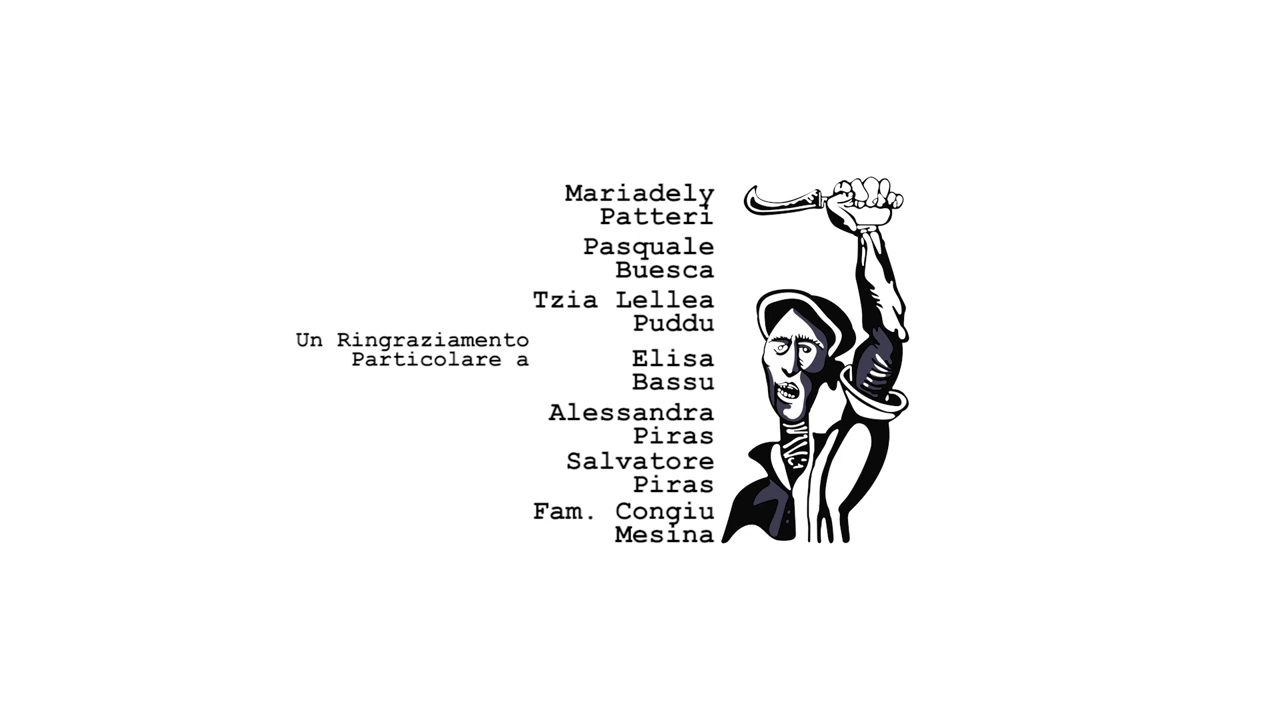 Un Ringraziamento
Particolare a
Mariadely
Patteri
Pasquale
Buesca
Tzia Lellea
Puddu
Elisa
Bassu
Alessandra
Piras
Salvatore
Piras
Fam. Congiu
Mesina